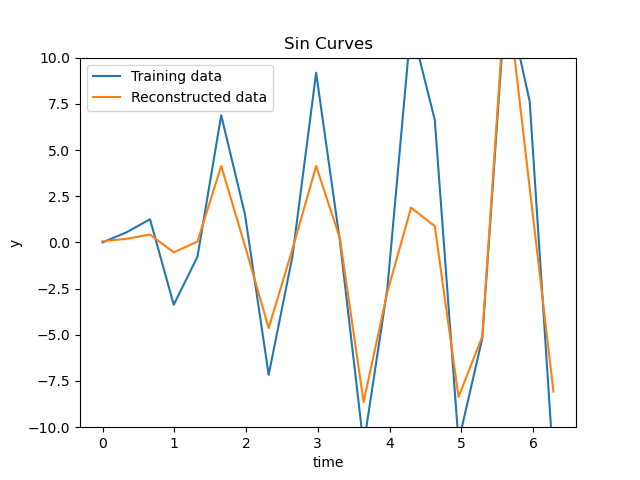 Sin Curves
Training data
Reconstructed data
10.0
7.5
5.0
2.5
0.0
−2.5
−5.0
−7.5
−10.0
y
0 1 2 3 4 5 6
time